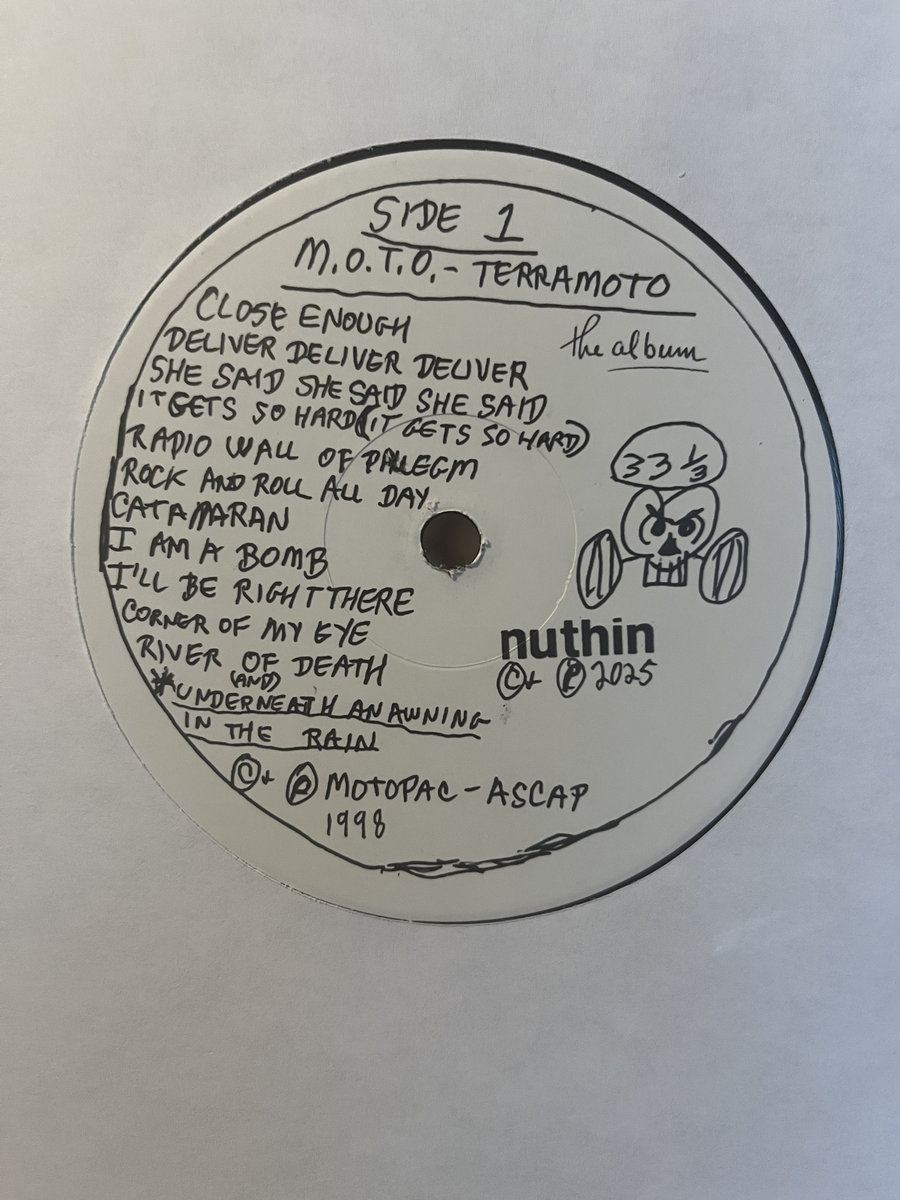 SIDE 1
M.O.T.O. - TERRAMOTO
the album
CLOSE ENOUGH
DELIVER DELIVER DELIVER
SHE SAID SHE SAID SHE SAID
IT GETS SO HARD (IT GETS SO HARD)
RADIO WALL OF PHLEGM
ROCK AND ROLL ALL DAY
CATAMARAN
I AM A BOMB
I'LL BE RIGHT THERE
CORNER OF MY EYE
RIVER OF DEATH
(AND)
*UNDERNEATH AN AWNING
IN THE RAIN
33 1/3
nuthin
©+ ℗ 2025
©+ ℗ MOTOPAC - ASCAP
1998